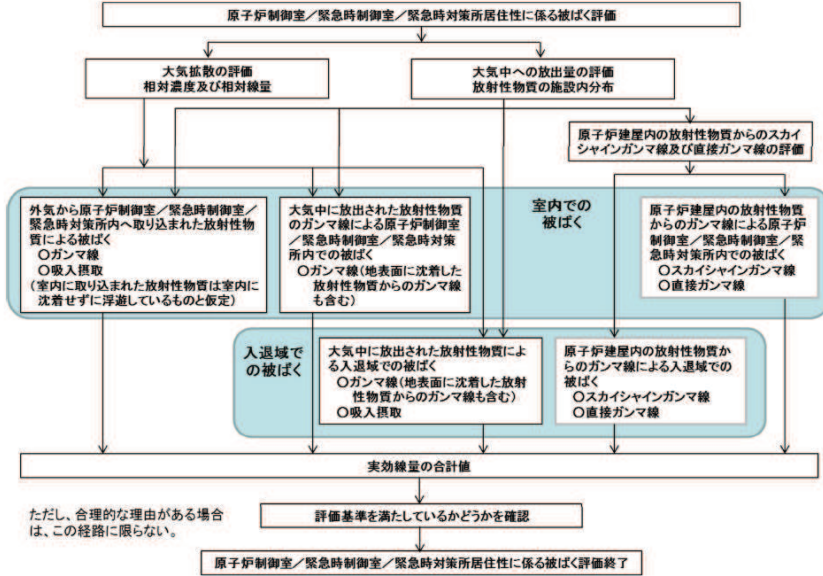 原子炉制御室／緊急時制御室／緊急時対策所居住性に係る被ばく評価
大気拡散の評価
相対濃度及び相対線量
大気中への放出量の評価
放射性物質の施設内分布
原子炉建屋内の放射性物質からのスカイ
シャインガンマ線及び直接ガンマ線の評価
室内での
被ばく
外気から原子炉制御室／緊急時制御室／
緊急時対策所内へ取り込まれた放射性物
質による被ばく
〇ガンマ線
〇吸入摂取
（室内に取り込まれた放射性物質は室内に
沈着せずに浮遊しているものと仮定）
大気中に放出された放射性物質の
ガンマ線による原子炉制御室
／緊急時制御室／緊急時対策
所内での被ばく
〇ガンマ線（地表面に沈着した
放射性物質からのガンマ線
も含む）
原子炉建屋内の放射性物質
からのガンマ線による原子炉
制御室／緊急時制御室／緊
急時対策所内での被ばく
〇スカイシャインガンマ線
〇直接ガンマ線
入退域で
の被ばく
大気中に放出された放射性物質によ
る入退域での被ばく
〇ガンマ線（地表面に沈着した放射
性物質からのガンマ線も含む）
〇吸入摂取
原子炉建屋内の放射性物質か
らのガンマ線による入退域で
の被ばく
〇スカイシャインガンマ線
〇直接ガンマ線
実効線量の合計値
ただし、合理的な理由がある場合
は、この経路に限らない。
評価基準を満たしているかどうかを確認
原子炉制御室／緊急時制御室／緊急時対策所居住性に係る被ばく評価終了